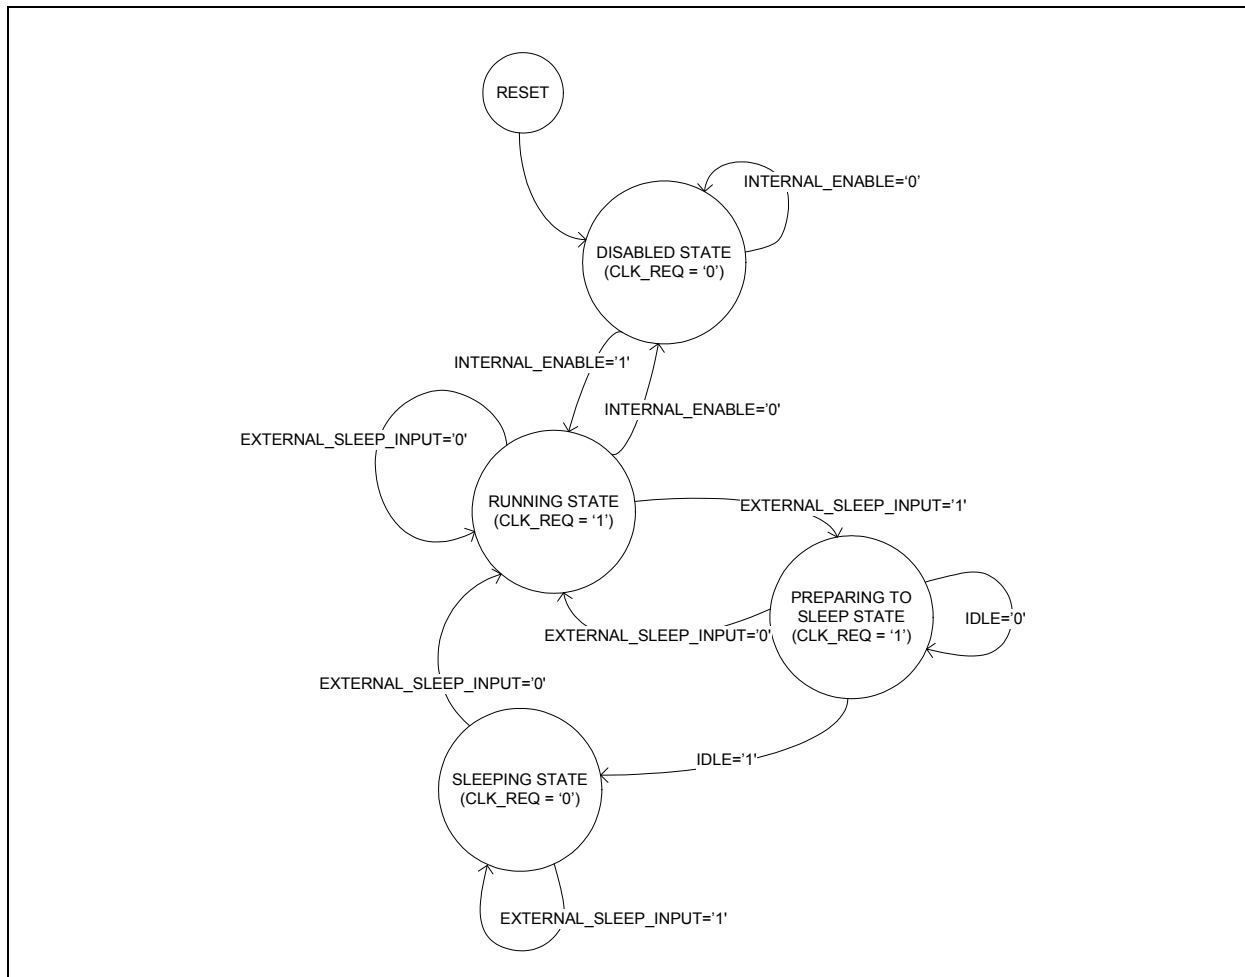 RESET
INTERNAL_ENABLE=‘0’
DISABLED STATE
(CLK_REQ = ‘0’)
INTERNAL_ENABLE=’1'
INTERNAL_ENABLE=’0'
EXTERNAL_SLEEP_INPUT=’0'
RUNNING STATE
(CLK_REQ = ‘1’)
EXTERNAL_SLEEP_INPUT=’1'
PREPARING TO
SLEEP STATE
(CLK_REQ = ‘1’)
IDLE=’0'
EXTERNAL_SLEEP_INPUT=’0'
EXTERNAL_SLEEP_INPUT=’0'
IDLE=’1'
SLEEPING STATE
(CLK_REQ = ‘0’)
EXTERNAL_SLEEP_INPUT=’1'